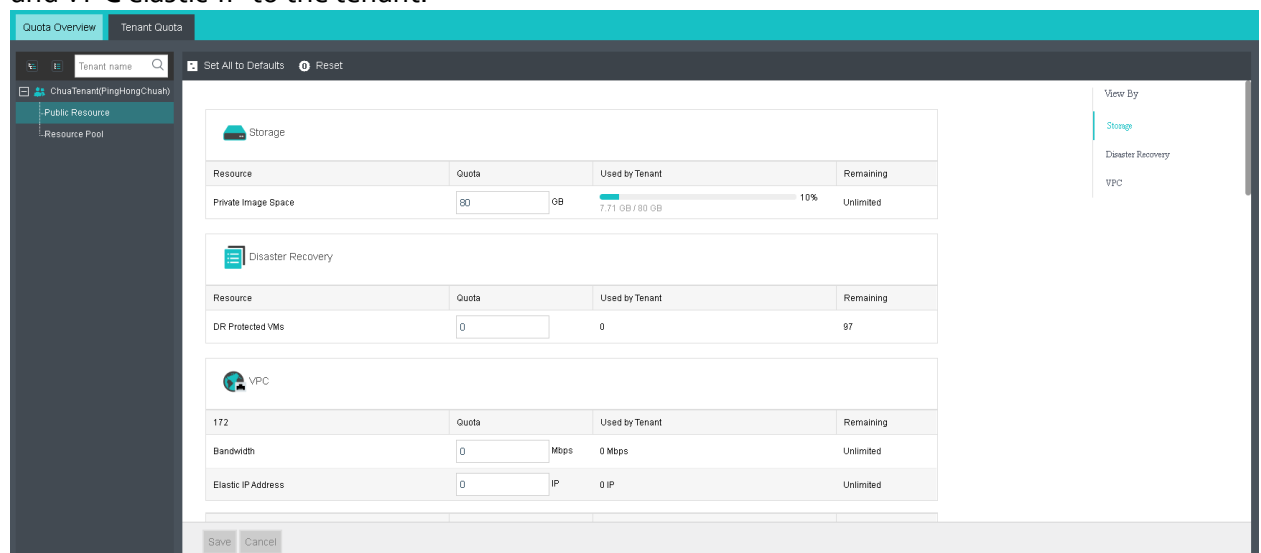 and VPC elastic IP to the tenant.
Quota Overview Tenant Quota
Tenant name Set All to Defaults Reset
ChuaTenant(PingHongChuah)
Public Resource
Resource Pool
View By
Storage
Disaster Recovery
VPC
Storage
Resource Quota Used by Tenant Remaining
Private Image Space 80 GB 10% Unlimited
7.71 GB / 80 GB
Disaster Recovery
Resource Quota Used by Tenant Remaining
DR Protected VMs 0 0 97
VPC
172 Quota Used by Tenant Remaining
Bandwidth 0 Mbps 0 Mbps Unlimited
Elastic IP Address 0 IP 0 IP Unlimited
Save Cancel